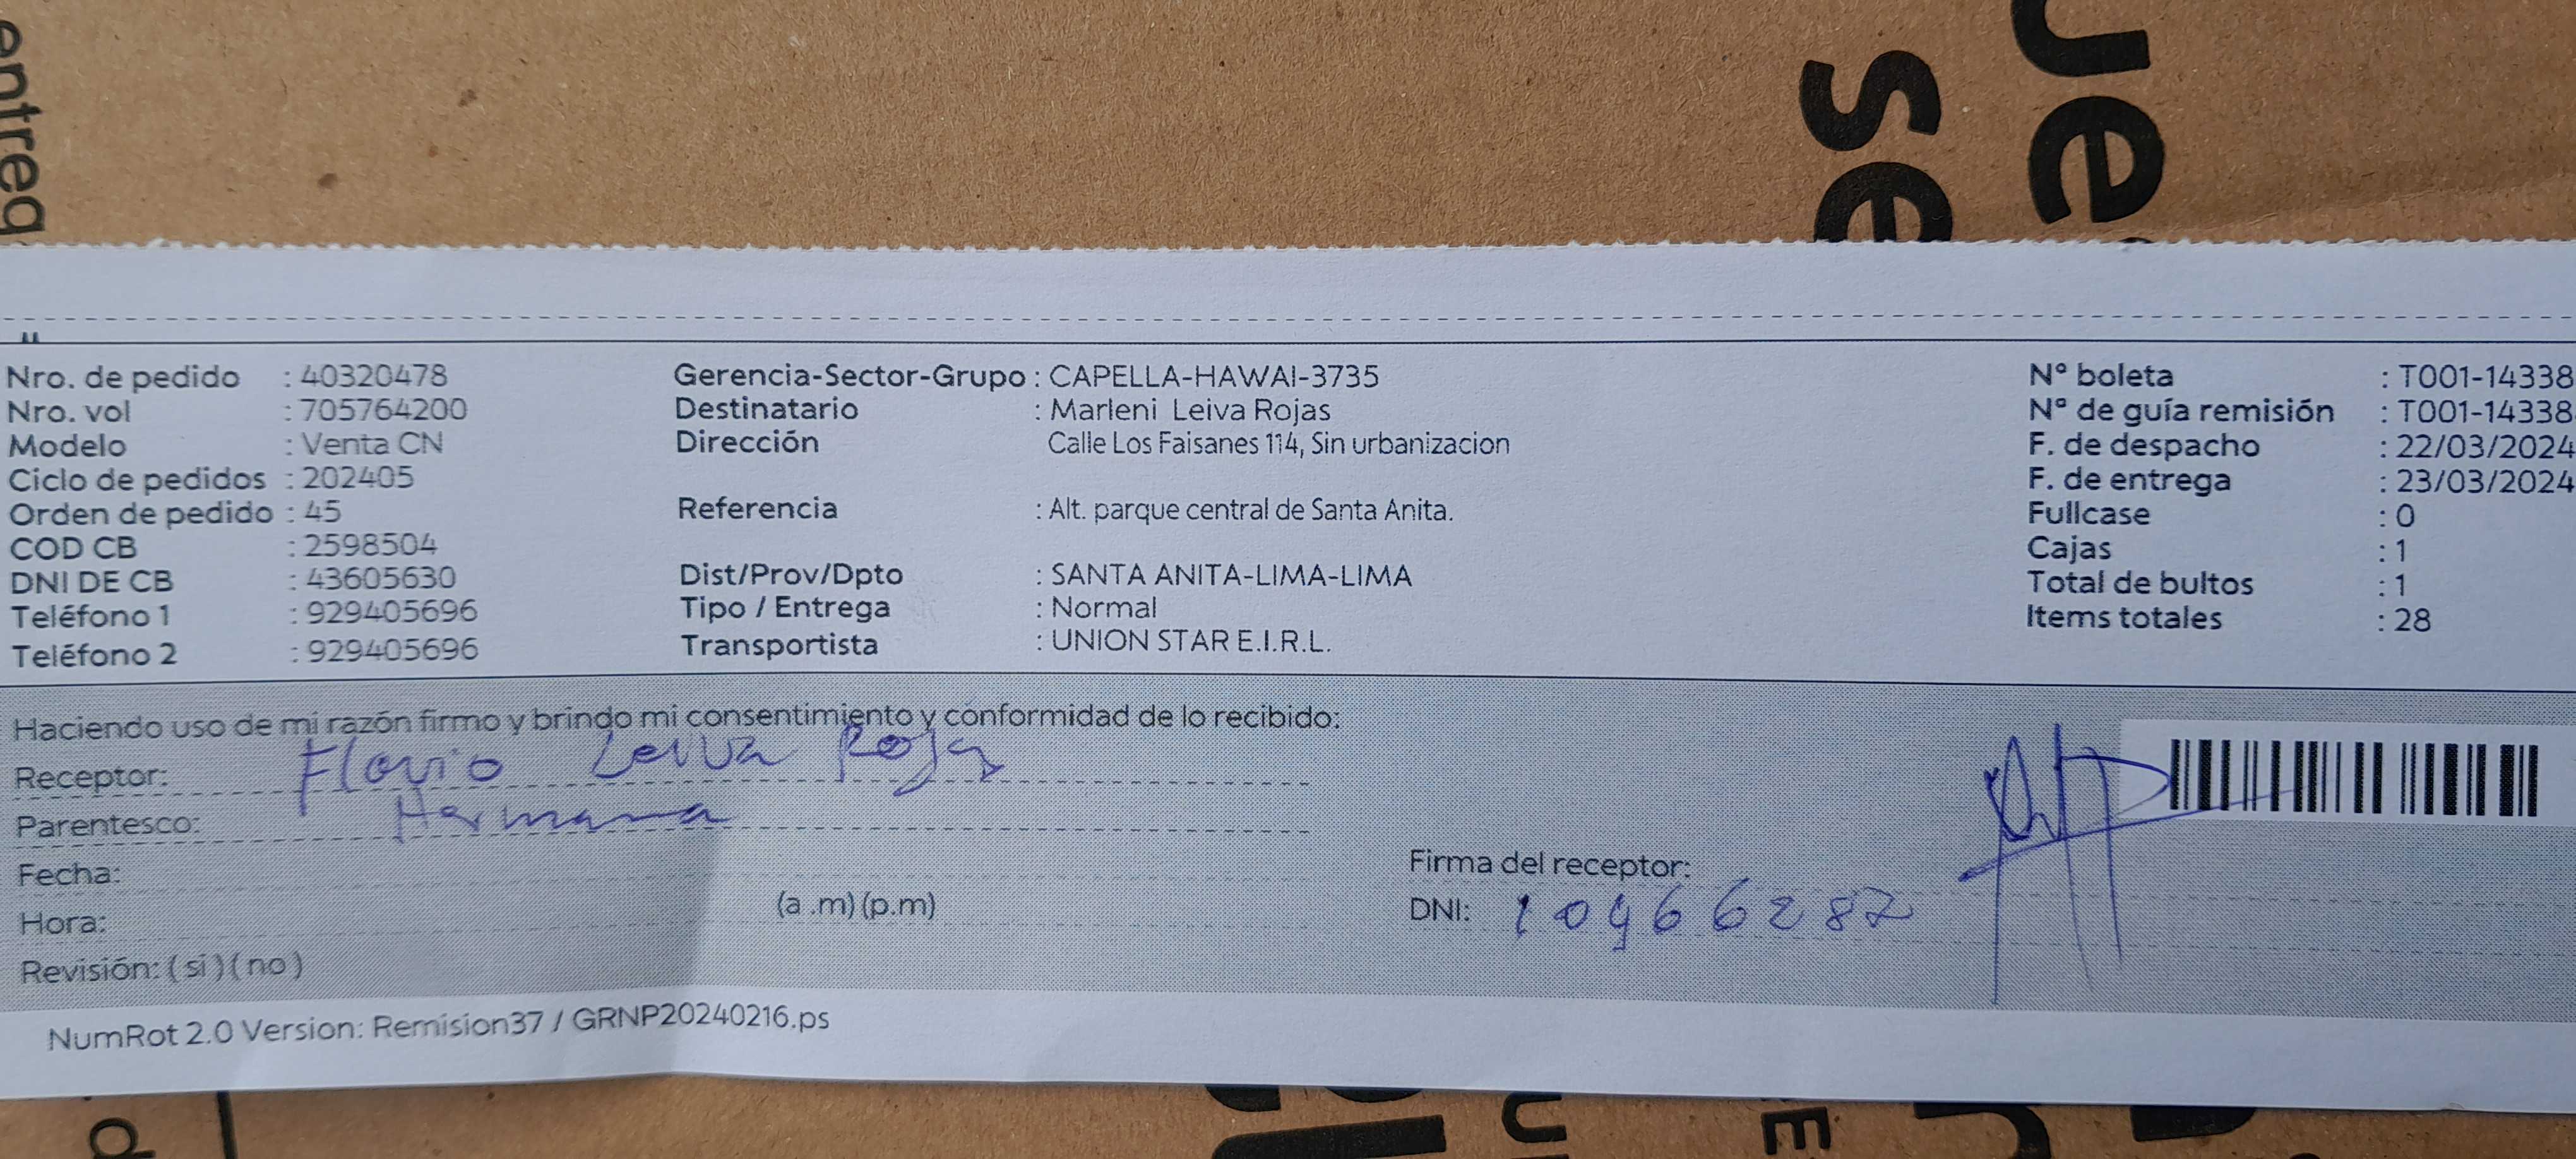 entreg
Je
se
Nro. de pedido : 40320478
Nro. vol : 705764200
Modelo : Venta CN
Ciclo de pedidos : 202405
Orden de pedido : 45
COD CB : 2598504
DNI DE CB : 43605630
Teléfono 1 : 929405696
Teléfono 2 : 929405696
Gerencia-Sector-Grupo : CAPELLA-HAWAI-3735
Destinatario : Marleni Leiva Rojas
Dirección Calle Los Faisanes 114, Sin urbanizacion
Referencia : Alt. parque central de Santa Anita.
Dist/Prov/Dpto : SANTA ANITA-LIMA-LIMA
Tipo / Entrega : Normal
Transportista : UNION STAR E.I.R.L.
N° boleta : T001-14338
N° de guía remisión : T001-14338
F. de despacho : 22/03/2024
F. de entrega : 23/03/2024
Fullcase : 0
Cajas : 1
Total de bultos : 1
Items totales : 28
Haciendo uso de mi razón firmo y brindo mi consentimiento y conformidad de lo recibido:
Receptor: Flavio Leiva Rojas
Parentesco: Hermana
Fecha:
Hora: (a .m) (p.m)
Revisión: ( si ) ( no )
Firma del receptor:
DNI: 10466287
NumRot 2.0 Version: Remision37 / GRNP20240216.ps